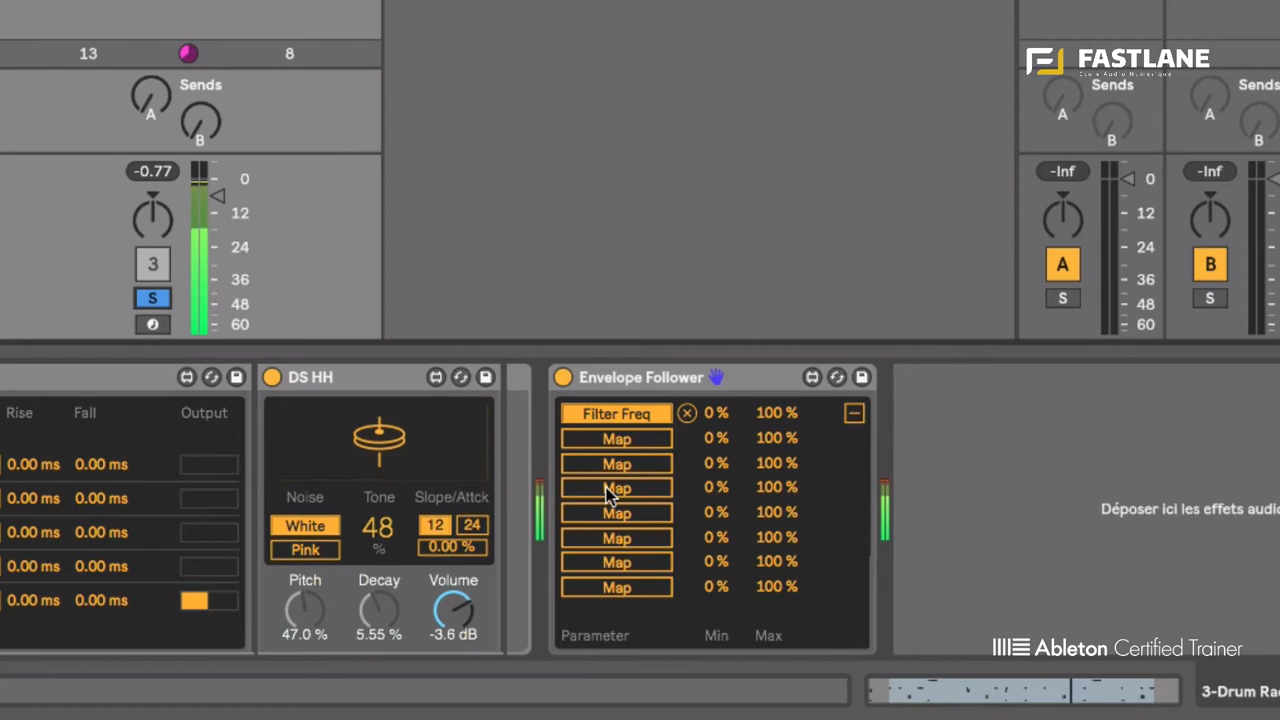 FASTLANE
École Audio Numérique
13 8
Sends
A
B
Sends
A
B
Sends
A
B
-0.77
0
12
24
36
48
60
3
S
-Inf
0
12
24
36
48
60
A
S
-Inf
B
S
Rise Fall Output
0.00 ms 0.00 ms
0.00 ms 0.00 ms
0.00 ms 0.00 ms
0.00 ms 0.00 ms
0.00 ms 0.00 ms
DS HH
Noise Tone Slope/Attck
White 48 12 24
Pink % 0.00 %
Pitch Decay Volume
47.0 % 5.55 % -3.6 dB
Envelope Follower
Filter Freq 0 % 100 %
Map 0 % 100 %
Map 0 % 100 %
Map 0 % 100 %
Map 0 % 100 %
Map 0 % 100 %
Map 0 % 100 %
Map 0 % 100 %
Parameter Min Max
Déposer ici les effets audio
Ableton Certified Trainer
3-Drum Rac